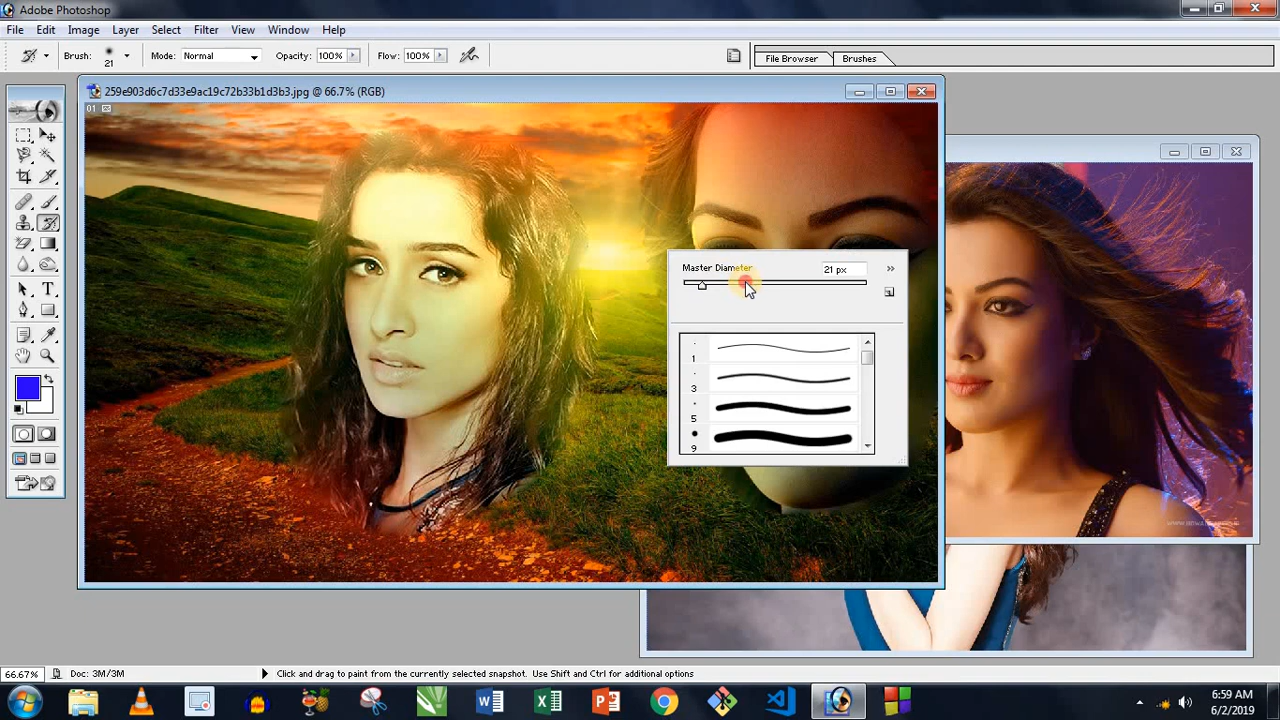 Adobe Photoshop
File Edit Image Layer Select Filter View Window Help
Brush: 21 Mode: Normal Opacity: 100% Flow: 100% File Browser Brushes
259e903d6c7d33e9ac19c72b33b1d3b3.jpg @ 66.7% (RGB)
01
Master Diameter 21 px
1
3
5
9
66.67% Doc: 3M/3M Click and drag to paint from the currently selected snapshot. Use Shift and Ctrl for additional options
6:59 AM
6/2/2019